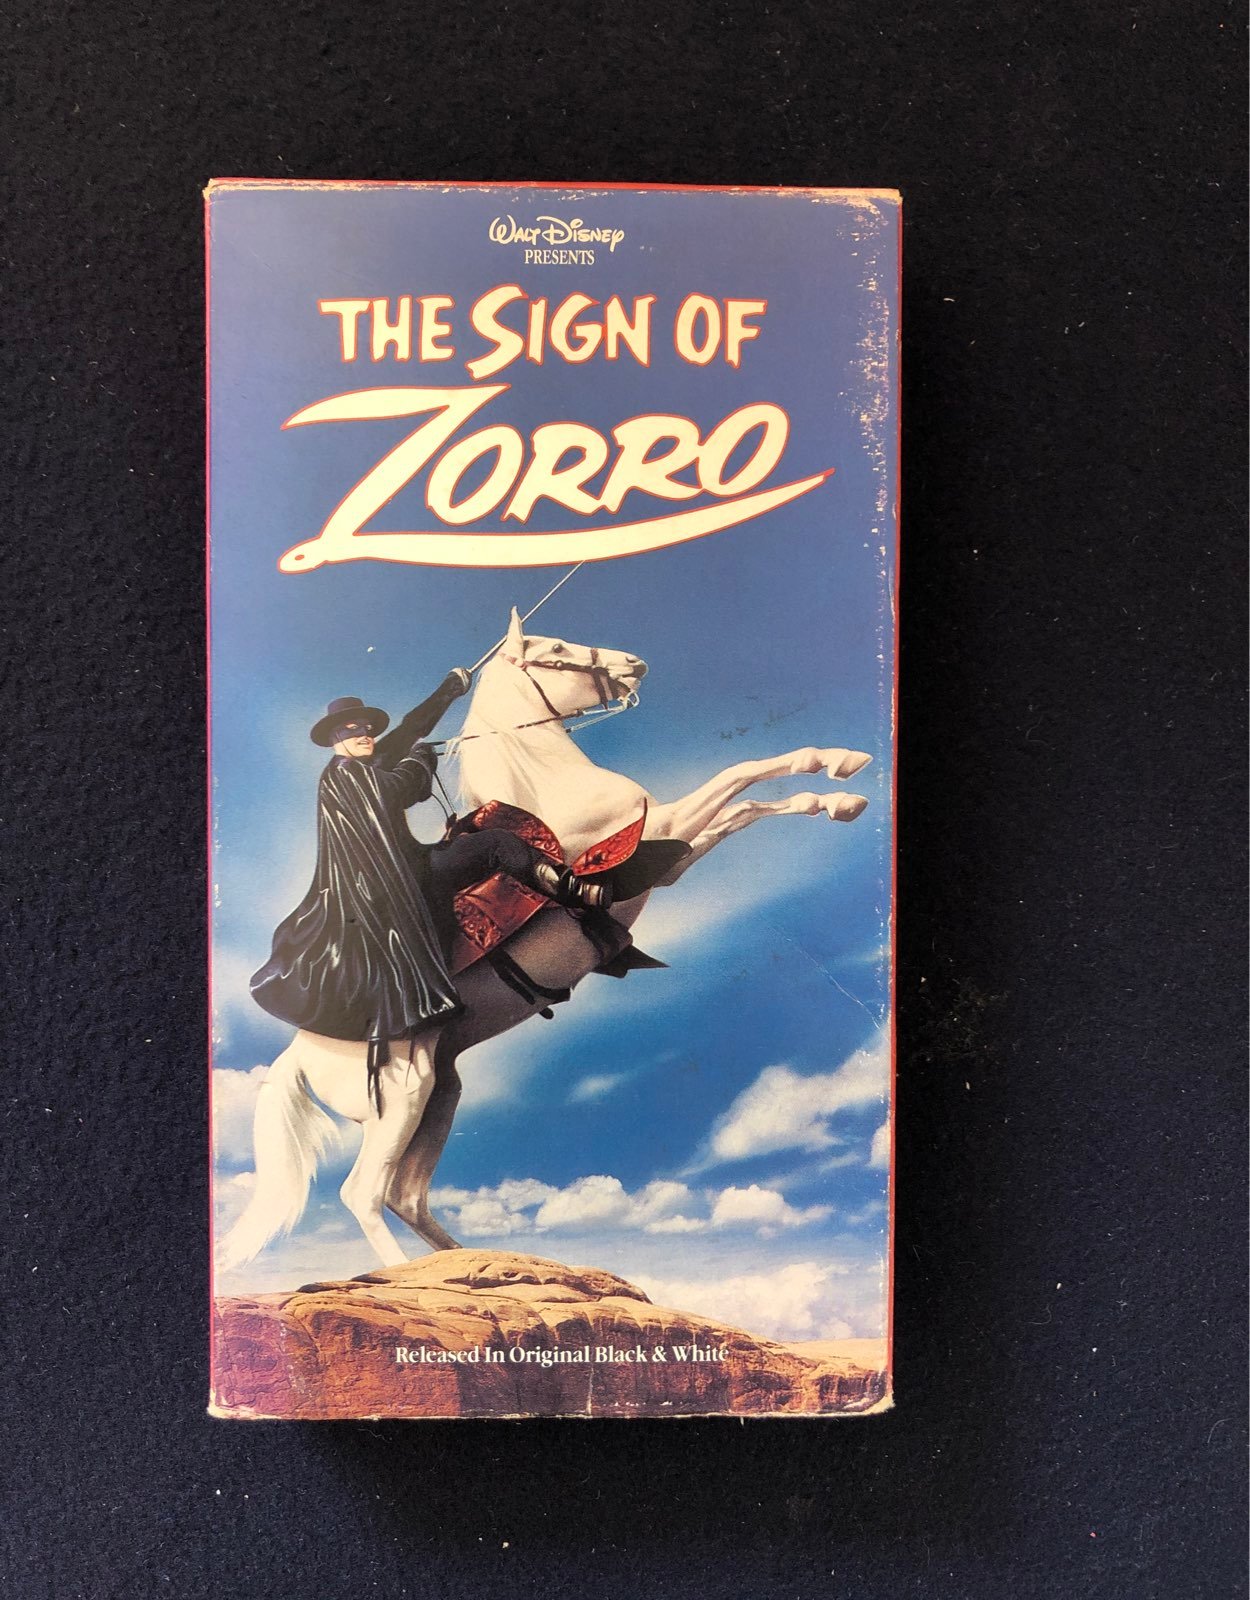 WALT DISNEY
PRESENTS
THE SIGN OF
ZORRO
Released In Original Black & White